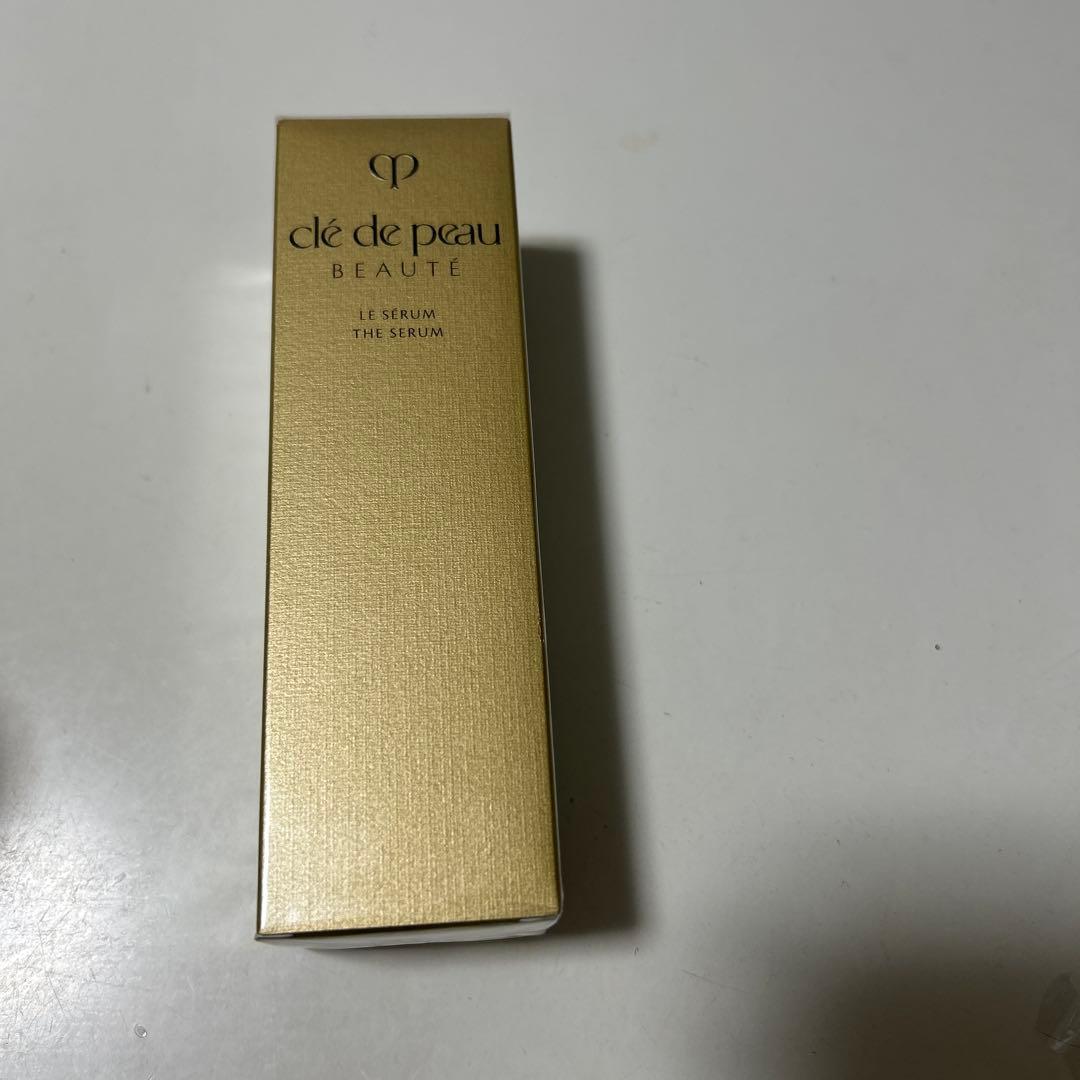 clé de peau
BEAUTÉ
LE SÉRUM
THE SERUM